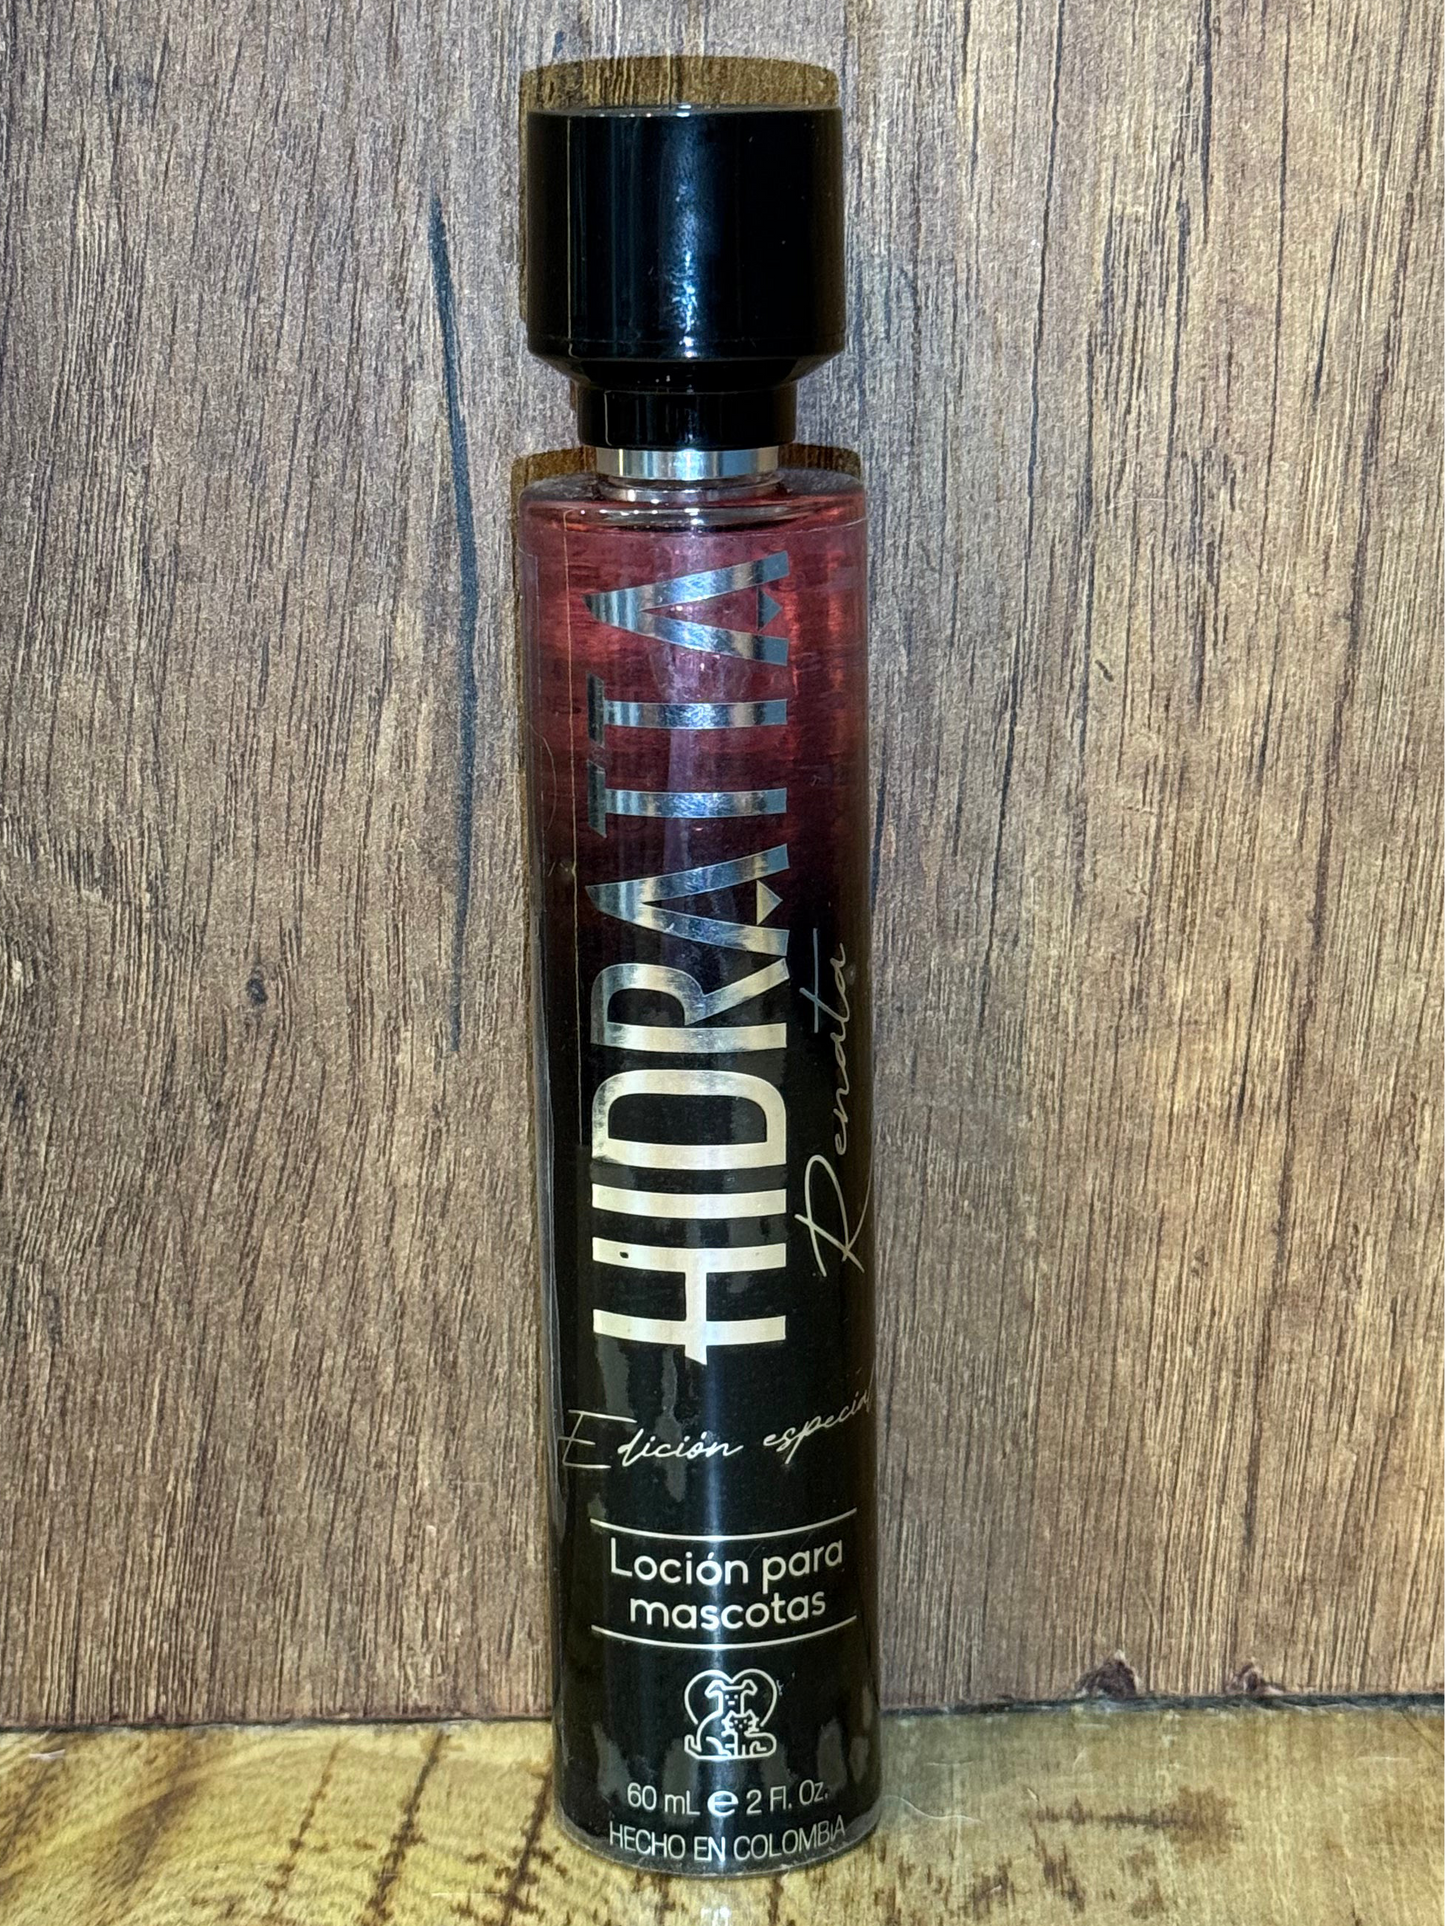 HIDRATTA
Renata
Edición especial
Loción para
mascotas
60 mL e 2 Fl. Oz.
HECHO EN COLOMBIA